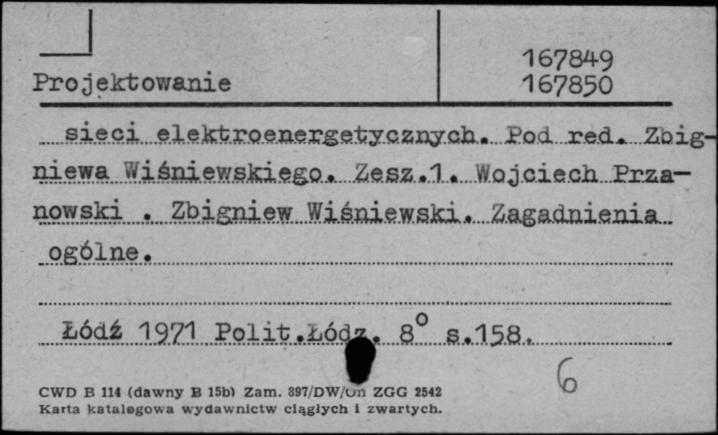 167849
Projektowanie 167850
sieci elektroenergetycznych. Pod red. Zbig-
niewa Wiśniewskiego. Zesz.1. Wojciech Prza-
nowski . Zbigniew Wiśniewski. Zagadnienia
ogólne.
Łódź 1971 Polit.Łódz. 8° s.158.
6
CWD B 114 (dawny B 15b) Zam. 897/DW/Un ZGG 2542
Karta katalogowa wydawnictw ciągłych i zwartych.